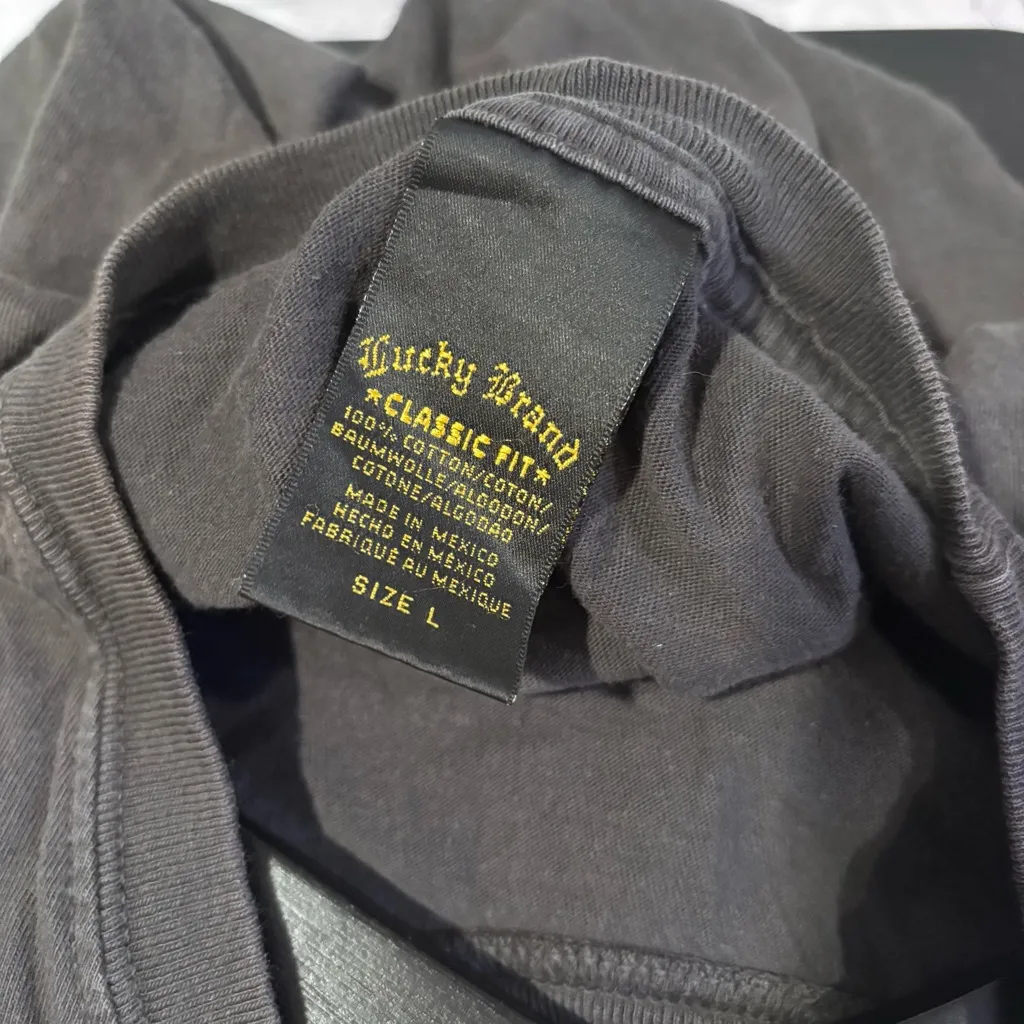 Lucky Brand
★CLASSIC FIT★
100% COTTON/COTON/
BAUMWOLLE/ALGODON/
COTONE/ALGODAO
MADE IN MEXICO
HECHO EN MÉXICO
FABRIQUÉ AU MEXIQUE
SIZE L